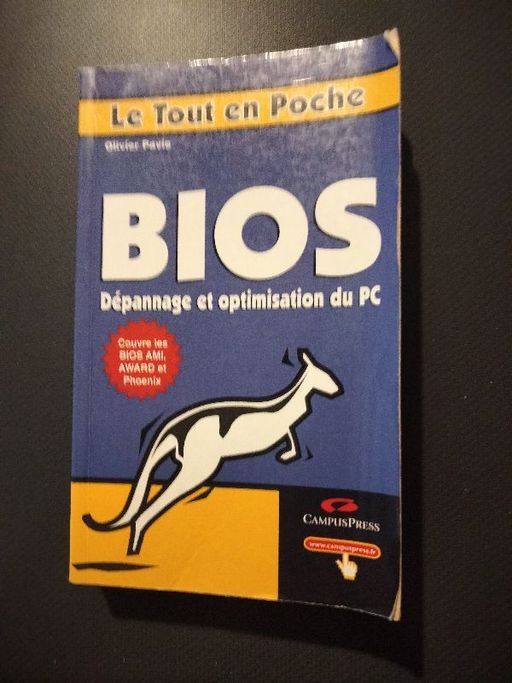 Le Tout en Poche
Olivier Pavie
BIOS
Dépannage et optimisation du PC
Couvre les
BIOS AMI,
AWARD et
Phoenix
CAMPUSPRESS
www.campuspress.fr